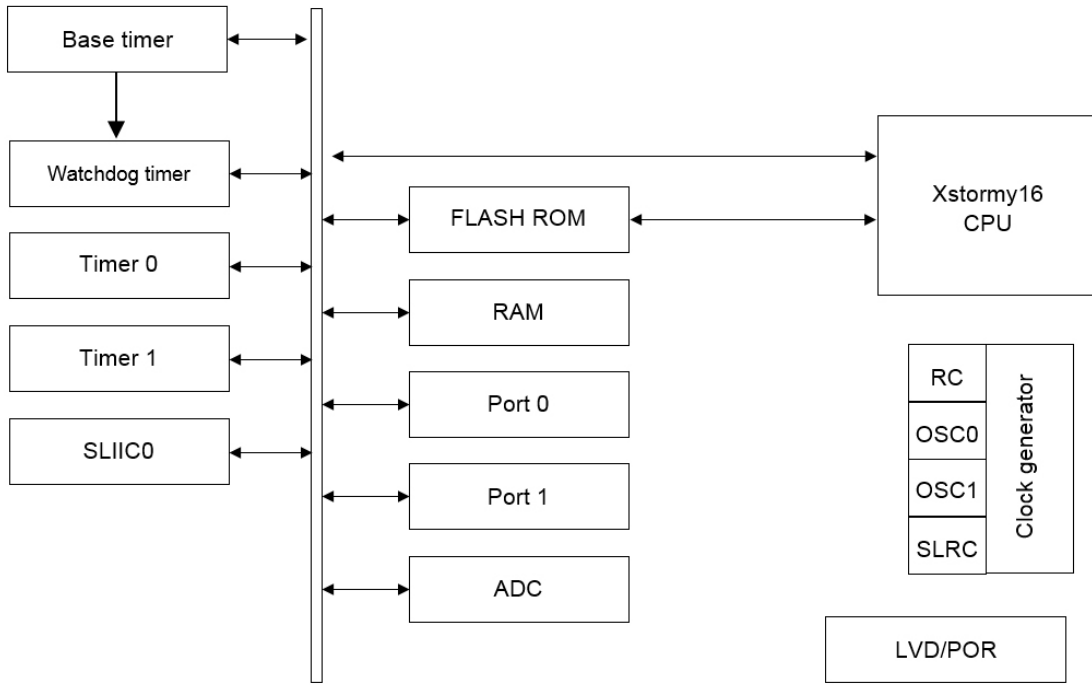 Base timer
Watchdog timer
Timer 0
Timer 1
SLIIC0
FLASH ROM
RAM
Port 0
Port 1
ADC
Xstormy16
CPU
RC
OSC0
OSC1
SLRC
Clock generator
LVD/POR